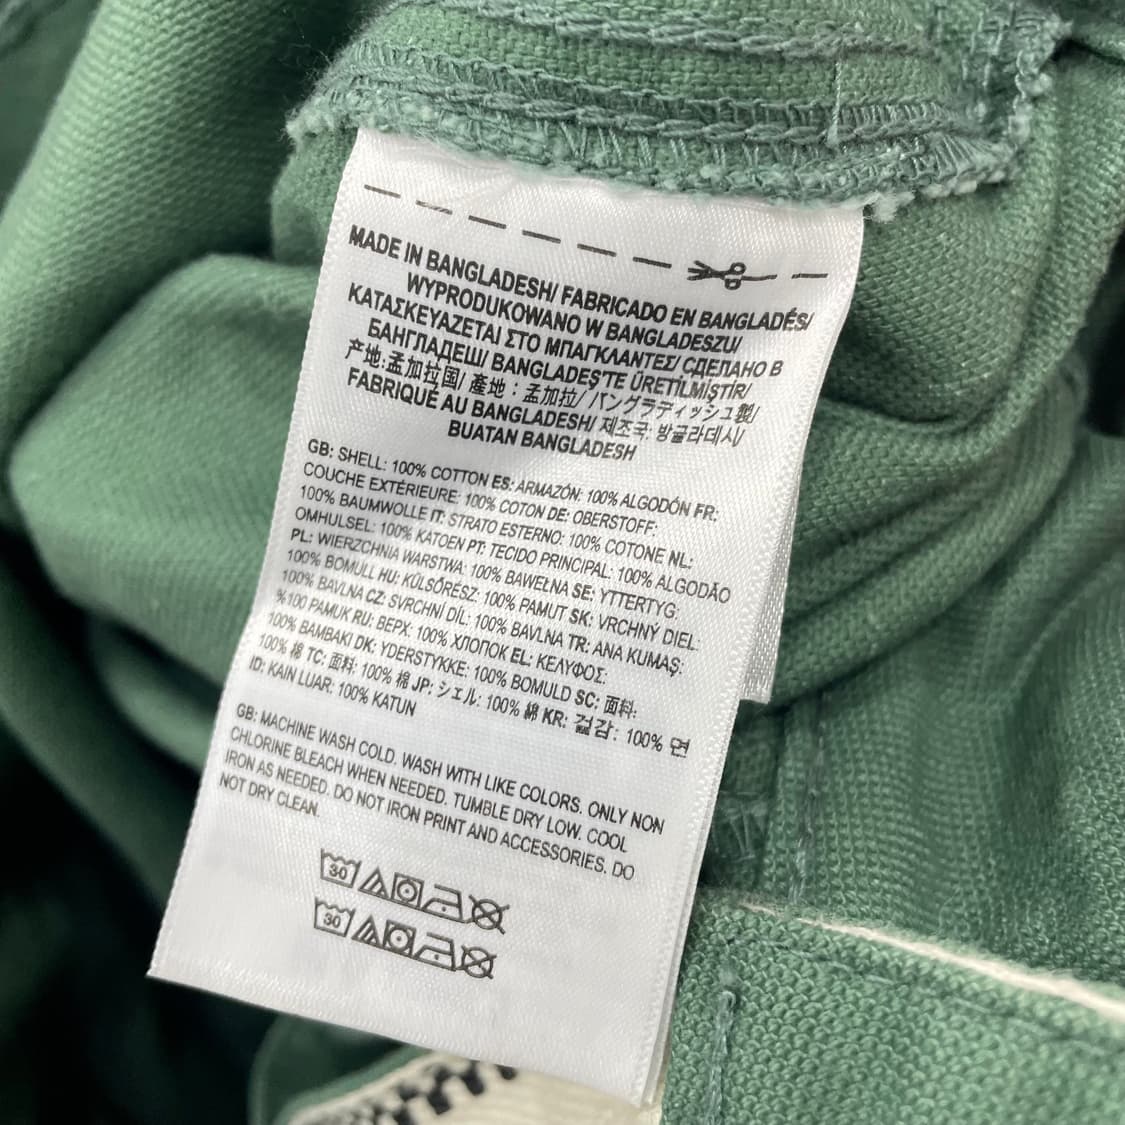 MADE IN BANGLADESH/ FABRICADO EN BANGLADÉS/
WYPRODUKOWANO W BANGLADESZU/
ΚΑΤΑΣΚΕΥΑΖΕΤΑΙ ΣΤΟ ΜΠΑΓΚΛΑΝΤΕΣ/ СДЕЛАНО В
БАНГЛАДЕШ/ BANGLADEŞ'TE ÜRETİLMİŞTİR/
产地:孟加拉国/ 產地:孟加拉/ バングラディッシュ製/
FABRIQUÉ AU BANGLADESH/ 제조국: 방글라데시/
BUATAN BANGLADESH
GB: SHELL: 100% COTTON ES: ARMAZÓN: 100% ALGODÓN FR:
COUCHE EXTÉRIEURE: 100% COTON DE: OBERSTOFF:
100% BAUMWOLLE IT: STRATO ESTERNO: 100% COTONE NL:
OMHULSEL: 100% KATOEN PT: TECIDO PRINCIPAL: 100% ALGODÃO
PL: WIERZCHNIA WARSTWA: 100% BAWEŁNA SE: YTTERTYG:
100% BOMULL HU: KÜLSŐRÉSZ: 100% PAMUT SK: VRCHNÝ DIEL:
100% BAVLNA CZ: SVRCHNÍ DÍL: 100% BAVLNA TR: ANA KUMAŞ:
%100 PAMUK RU: ВЕРХ: 100% ХЛОПОК EL: ΚΕΛΥΦΟΣ:
100% ΒΑΜΒΑΚΙ DK: YDERSTYKKE: 100% BOMULD SC: 面料:
100% 棉 TC: 面料: 100% 棉 JP: シェル: 100% 綿 KR: 겉감: 100% 면
ID: KAIN LUAR: 100% KATUN
GB: MACHINE WASH COLD. WASH WITH LIKE COLORS. ONLY NON
CHLORINE BLEACH WHEN NEEDED. TUMBLE DRY LOW. COOL
IRON AS NEEDED. DO NOT IRON PRINT AND ACCESSORIES. DO
NOT DRY CLEAN.
30
30